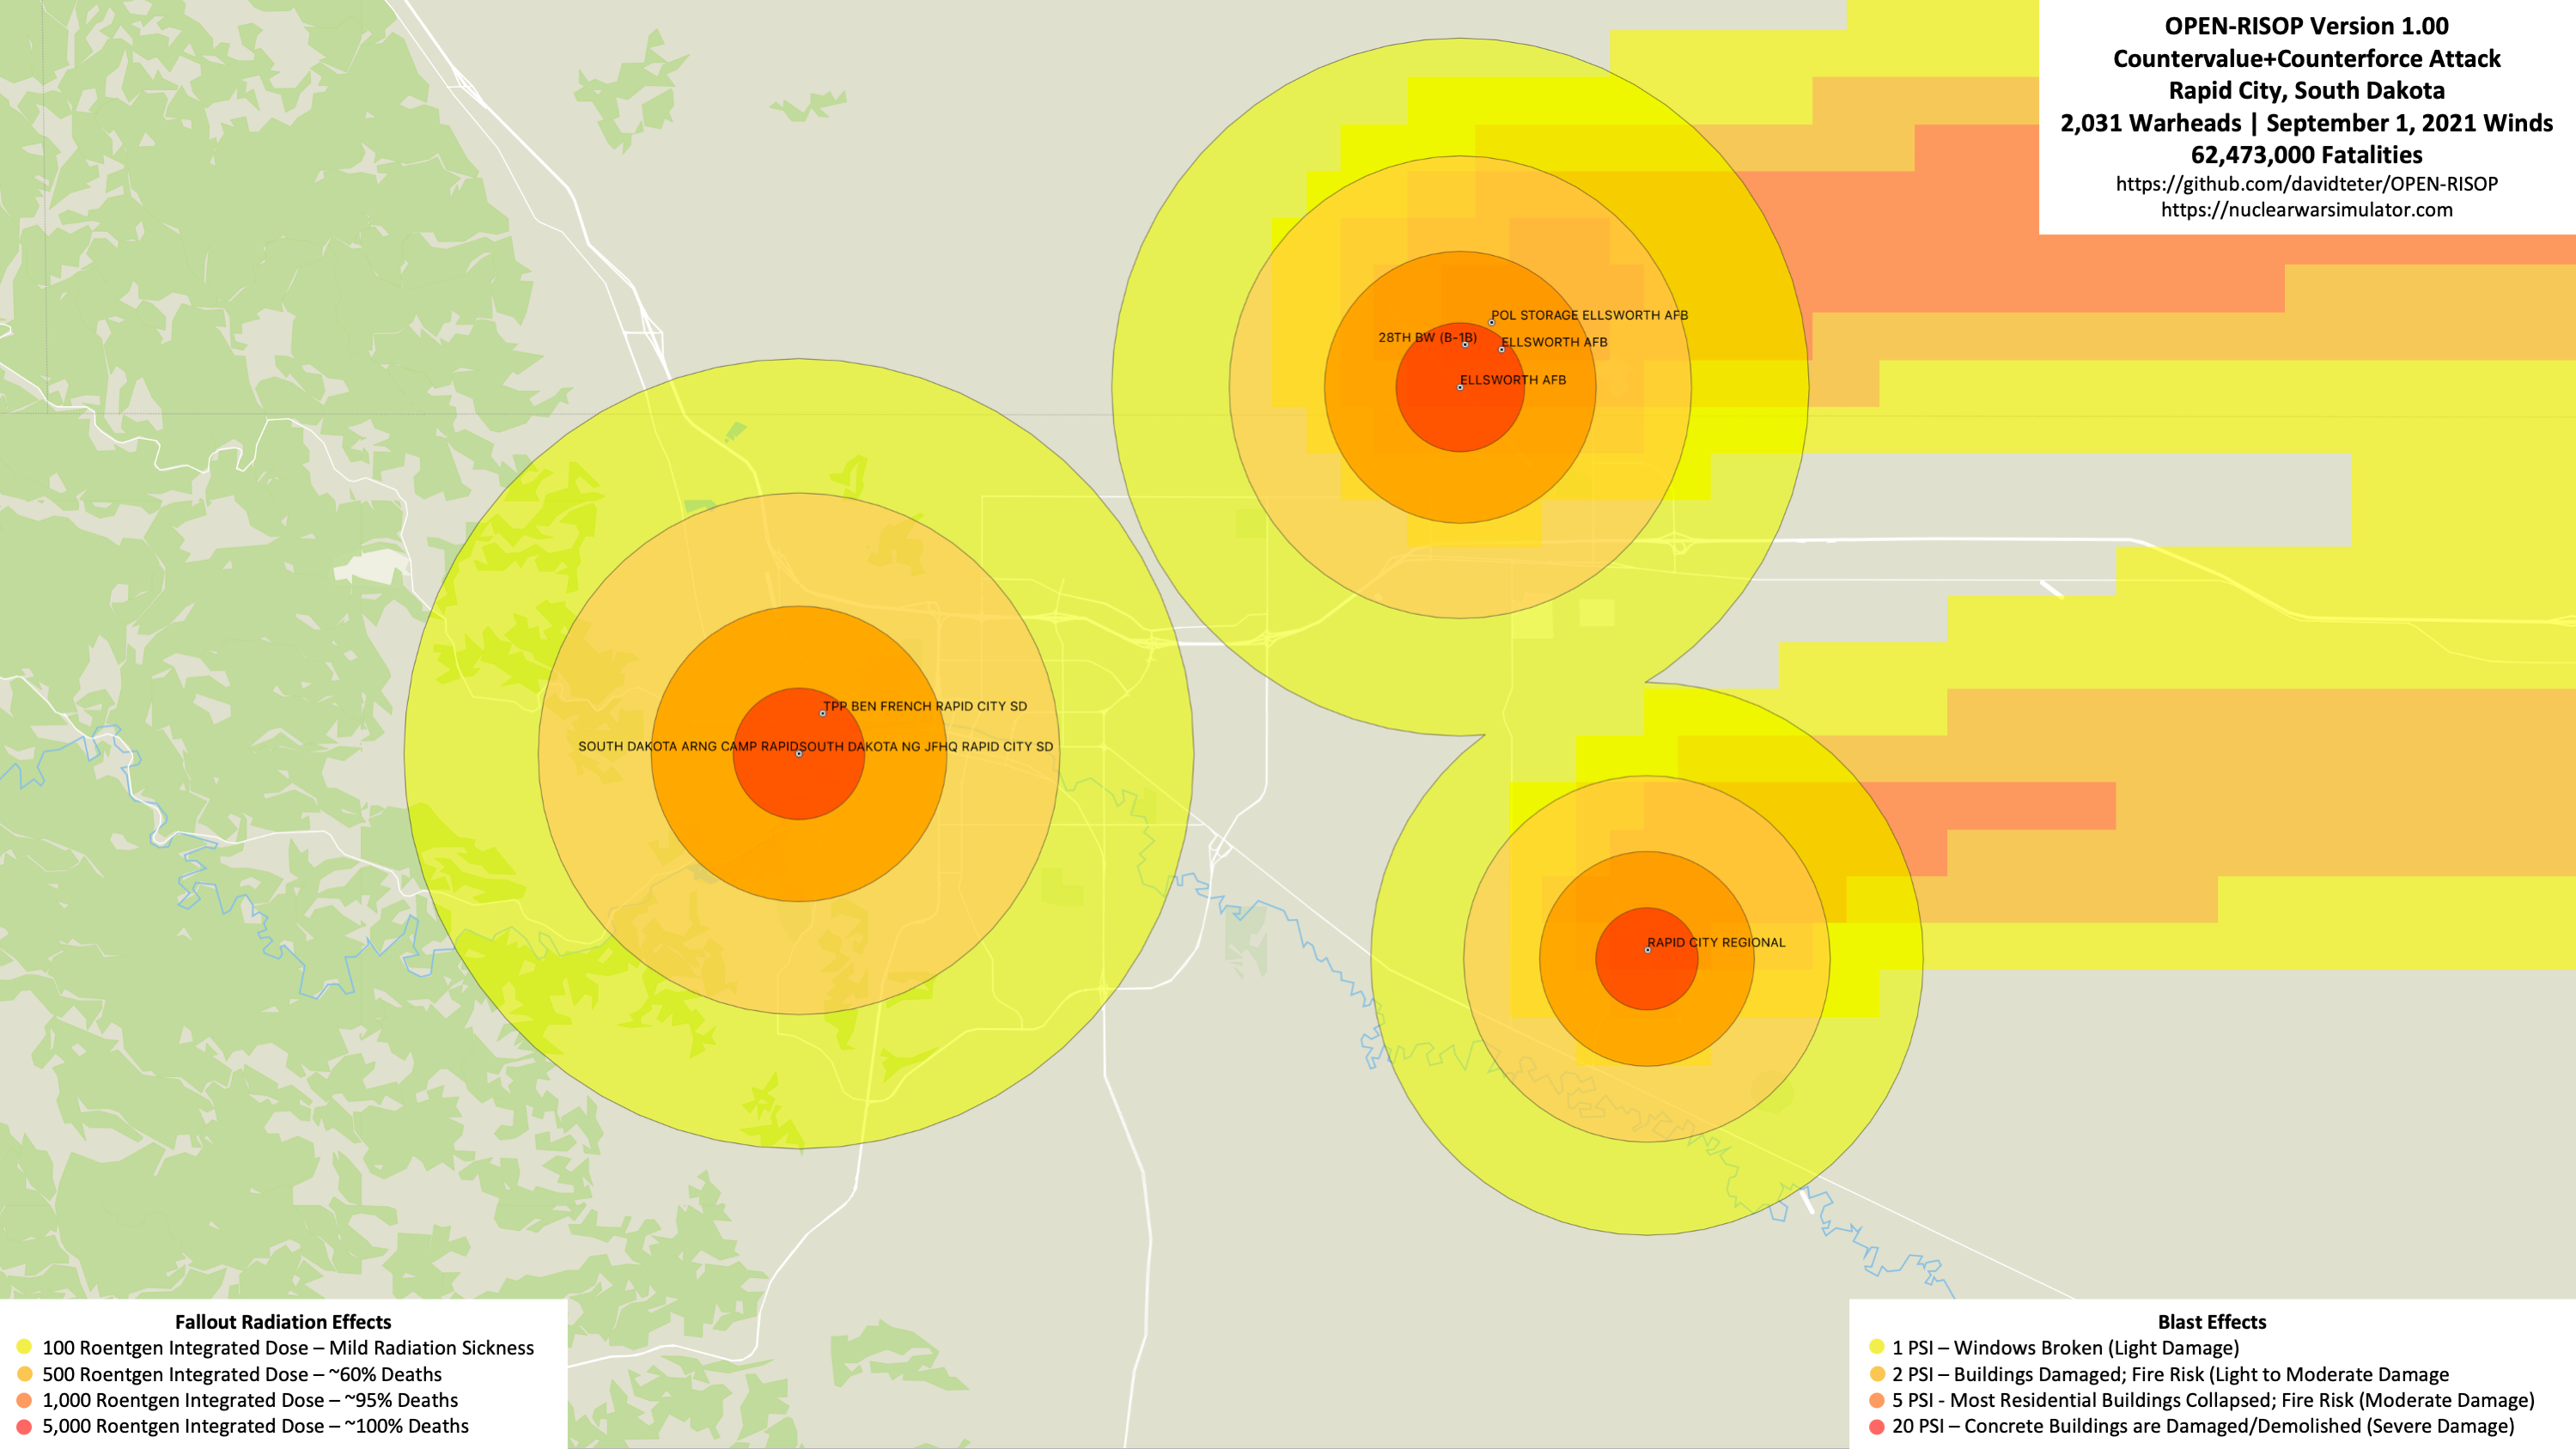 OPEN-RISOP Version 1.00
Countervalue+Counterforce Attack
Rapid City, South Dakota
2,031 Warheads | September 1, 2021 Winds
62,473,000 Fatalities
https://github.com/davidteter/OPEN-RISOP
https://nuclearwarsimulator.com
POL STORAGE ELLSWORTH AFB
28TH BW (B-1B)
ELLSWORTH AFB
ELLSWORTH AFB
TPP BEN FRENCH RAPID CITY SD
SOUTH DAKOTA ARNG CAMP RAPIDSOUTH DAKOTA NG JFHQ RAPID CITY SD
RAPID CITY REGIONAL
Fallout Radiation Effects
100 Roentgen Integrated Dose – Mild Radiation Sickness
500 Roentgen Integrated Dose – ~60% Deaths
1,000 Roentgen Integrated Dose – ~95% Deaths
5,000 Roentgen Integrated Dose – ~100% Deaths
Blast Effects
1 PSI – Windows Broken (Light Damage)
2 PSI – Buildings Damaged; Fire Risk (Light to Moderate Damage
5 PSI - Most Residential Buildings Collapsed; Fire Risk (Moderate Damage)
20 PSI – Concrete Buildings are Damaged/Demolished (Severe Damage)